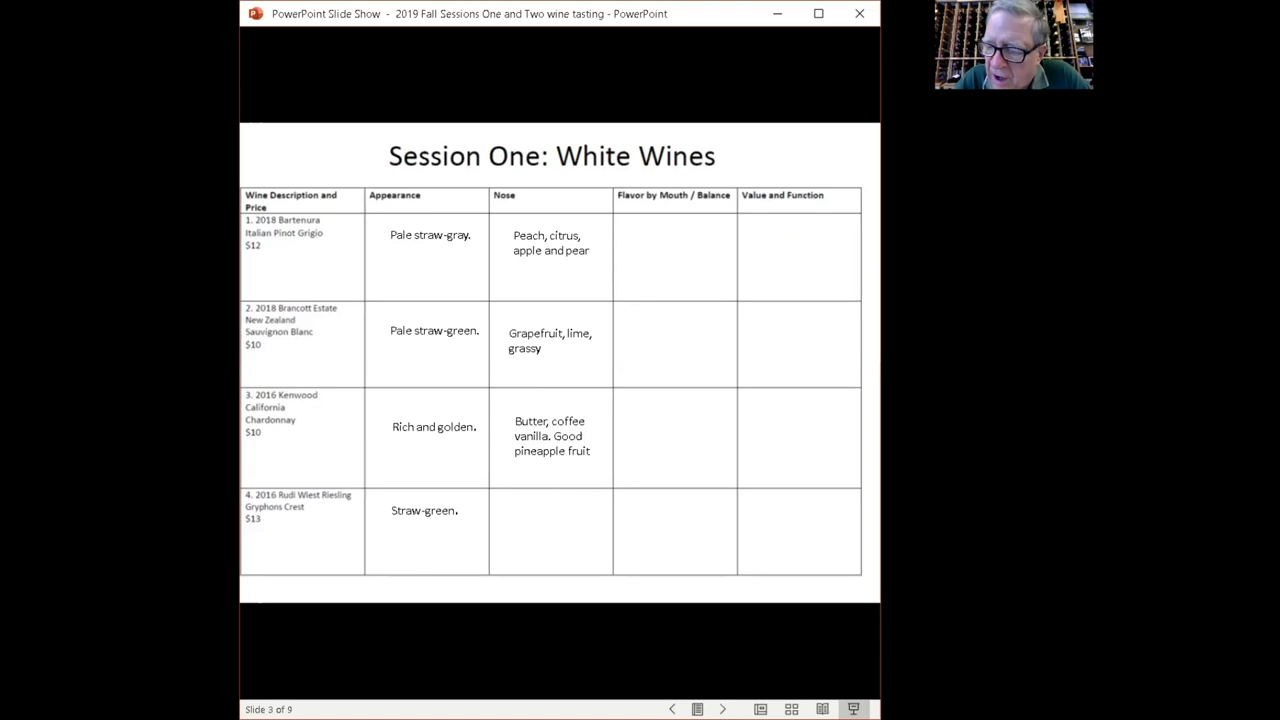 PowerPoint Slide Show - 2019 Fall Sessions One and Two wine tasting - PowerPoint
Session One: White Wines
Wine Description and
Price
Appearance
Nose
Flavor by Mouth / Balance
Value and Function
1. 2018 Bartenura
Italian Pinot Grigio
$12
Pale straw-gray.
Peach, citrus,
apple and pear
2. 2018 Brancott Estate
New Zealand
Sauvignon Blanc
$10
Pale straw-green.
Grapefruit, lime,
grassy
3. 2016 Kenwood
California
Chardonnay
$10
Rich and golden.
Butter, coffee
vanilla. Good
pineapple fruit
4. 2016 Rudi Wiest Riesling
Gryphons Crest
$13
Straw-green.
Slide 3 of 9